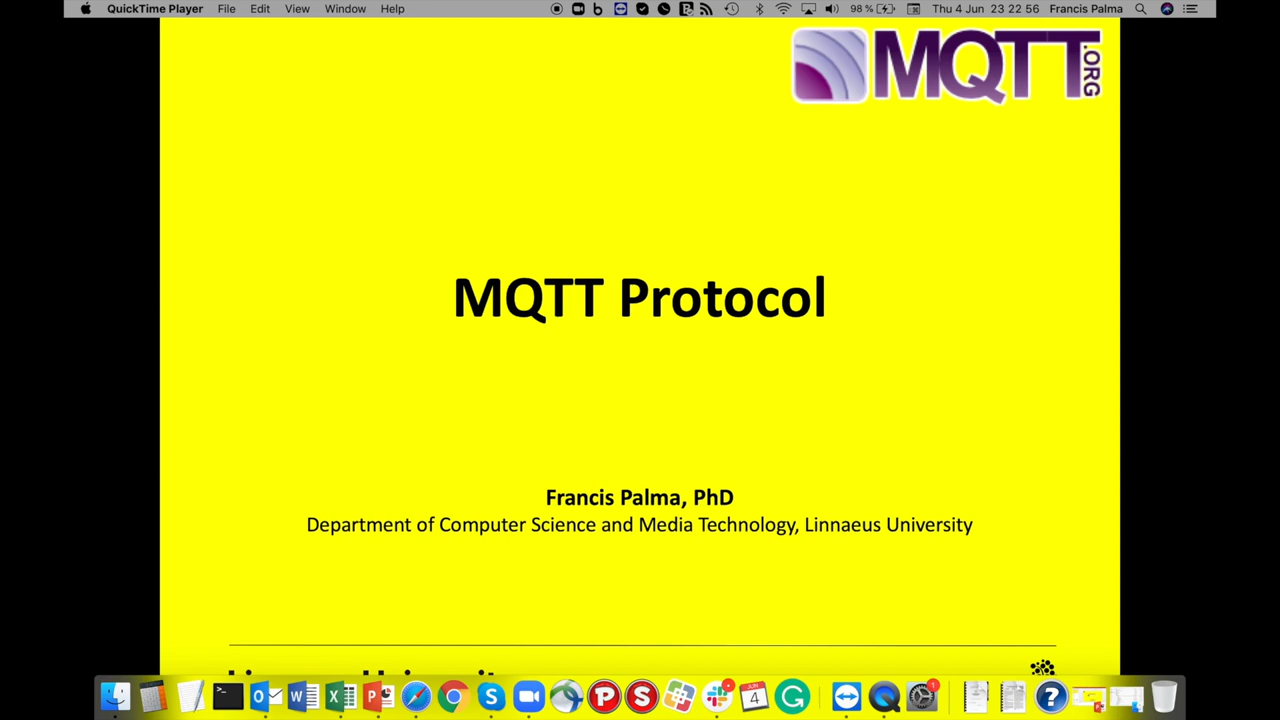 QuickTime Player File Edit View Window Help 98 % Thu 4 Jun 23 22 56 Francis Palma
MQTT
.ORG
MQTT Protocol
Francis Palma, PhD
Department of Computer Science and Media Technology, Linnaeus University